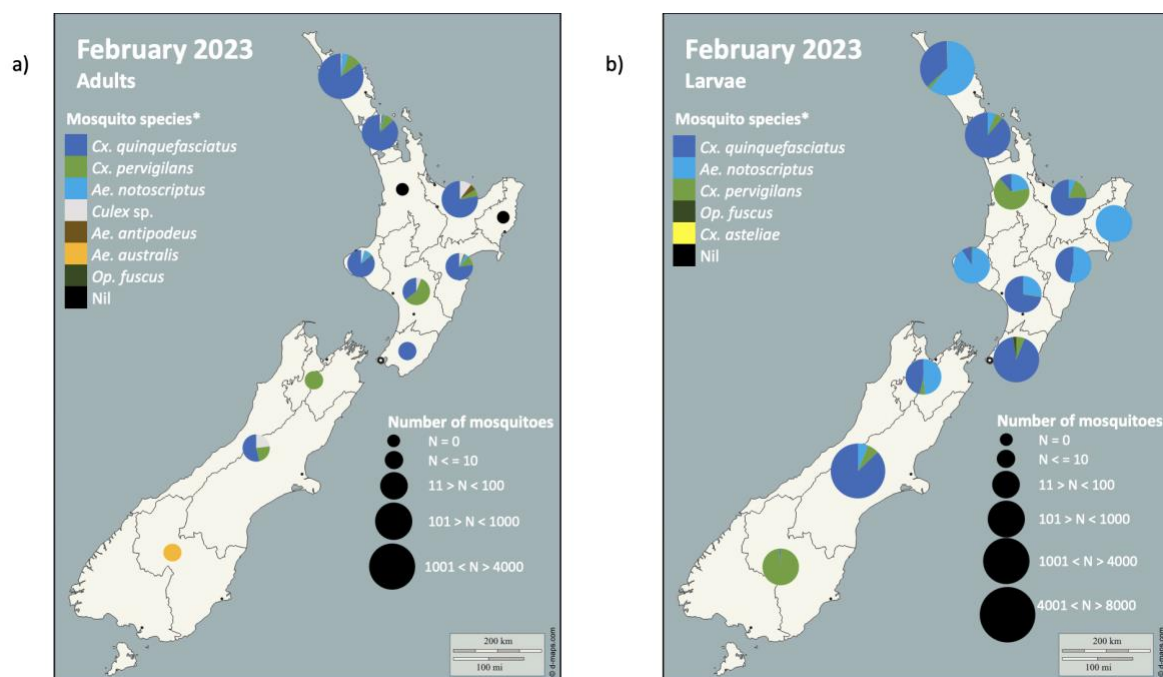 a)
February 2023
Adults
Mosquito species*
Cx. quinquefasciatus
Cx. pervigilans
Ae. notoscriptus
Culex sp.
Ae. antipodeus
Ae. australis
Op. fuscus
Nil
Number of mosquitoes
N = 0
N <= 10
11 > N < 100
101 > N < 1000
1001 < N > 4000
200 km
100 mi
© d-maps.com
b)
February 2023
Larvae
Mosquito species*
Cx. quinquefasciatus
Ae. notoscriptus
Cx. pervigilans
Op. fuscus
Cx. asteliae
Nil
Number of mosquitoes
N = 0
N <= 10
11 > N < 100
101 > N < 1000
1001 < N > 4000
4001 < N > 8000
200 km
100 mi
© d-maps.com